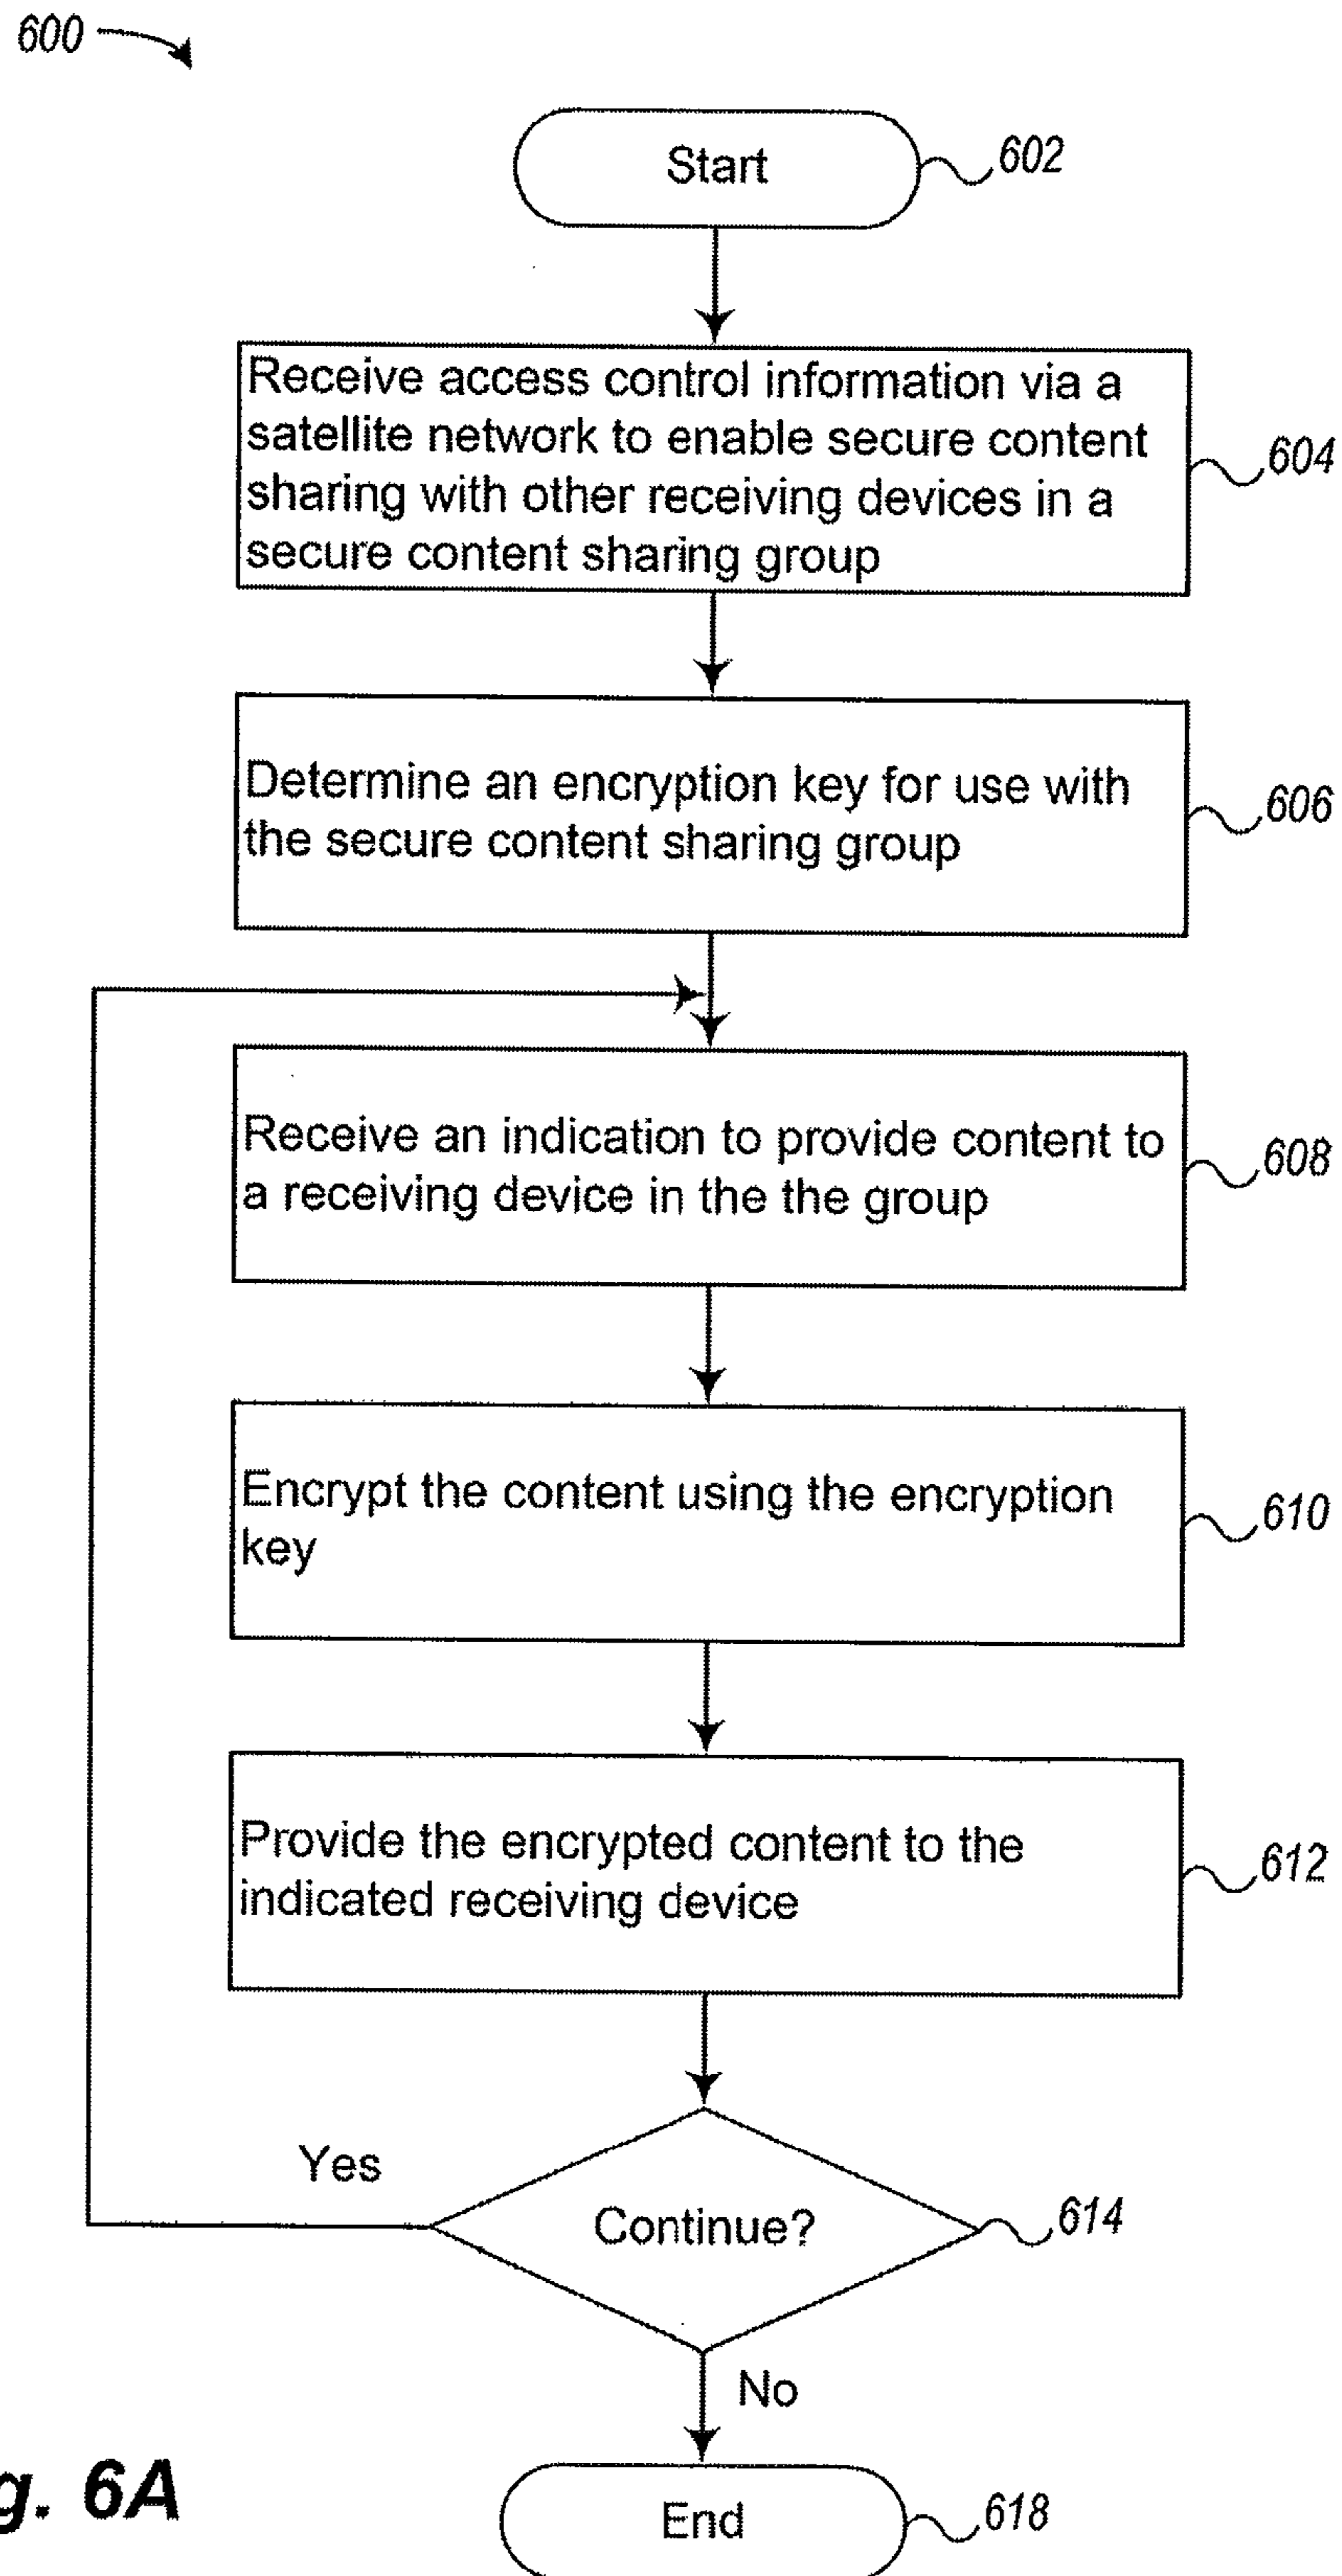 600
Start
602
Receive access control information via a
satellite network to enable secure content
sharing with other receiving devices in a
secure content sharing group
604
Determine an encryption key for use with
the secure content sharing group
606
Receive an indication to provide content to
a receiving device in the the group
608
Encrypt the content using the encryption
key
610
Provide the encrypted content to the
indicated receiving device
612
Yes
Continue?
614
No
g. 6A
End
618